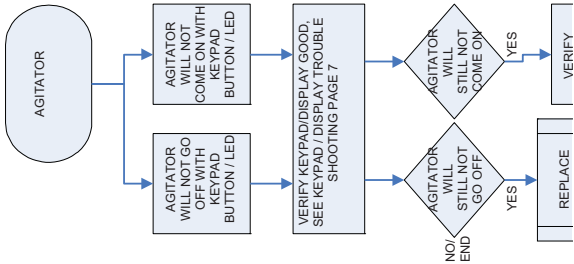 AGITATOR
AGITATOR
WILL NOT GO
OFF WITH
KEYPAD
BUTTON / LED
AGITATOR
WILL NOT
COME ON WITH
KEYPAD
BUTTON / LED
VERIFY KEYPAD/DISPLAY GOOD,
SEE KEYPAD / DISPLAY TROUBLE
SHOOTING PAGE 7
AGITATOR
WILL
STILL NOT
GO OFF
AGITATOR
WILL
STILL NOT
COME ON
NO/
END
YES
YES
REPLACE
VERIFY